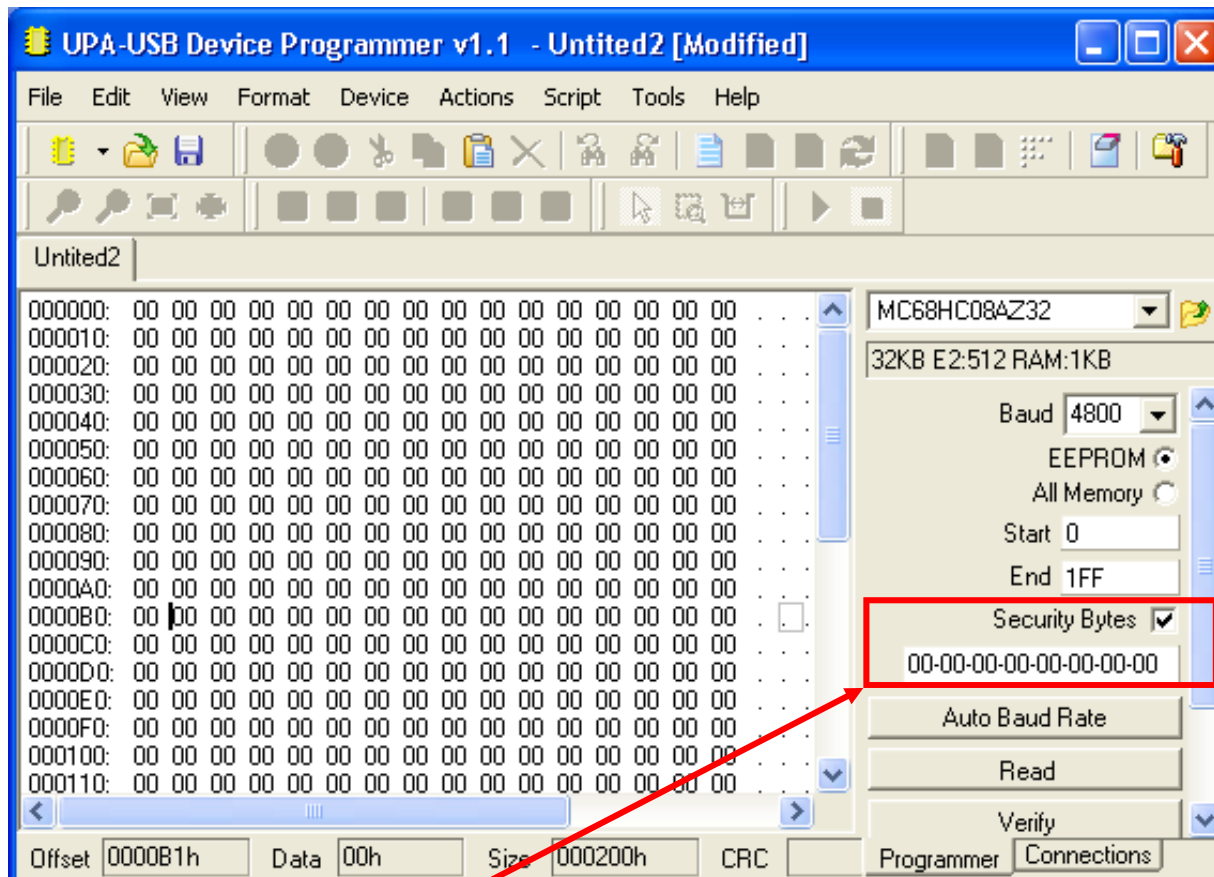 UPA-USB Device Programmer v1.1 - Untited2 [Modified]
File Edit View Format Device Actions Script Tools Help
Untited2
000000: 00 00 00 00 00 00 00 00 00 00 00 00 00 00 00 00 . . .
000010: 00 00 00 00 00 00 00 00 00 00 00 00 00 00 00 00 . . .
000020: 00 00 00 00 00 00 00 00 00 00 00 00 00 00 00 00 . . .
000030: 00 00 00 00 00 00 00 00 00 00 00 00 00 00 00 00 . . .
000040: 00 00 00 00 00 00 00 00 00 00 00 00 00 00 00 00 . . .
000050: 00 00 00 00 00 00 00 00 00 00 00 00 00 00 00 00 . . .
000060: 00 00 00 00 00 00 00 00 00 00 00 00 00 00 00 00 . . .
000070: 00 00 00 00 00 00 00 00 00 00 00 00 00 00 00 00 . . .
000080: 00 00 00 00 00 00 00 00 00 00 00 00 00 00 00 00 . . .
000090: 00 00 00 00 00 00 00 00 00 00 00 00 00 00 00 00 . . .
0000A0: 00 00 00 00 00 00 00 00 00 00 00 00 00 00 00 00 . . .
0000B0: 00 00 00 00 00 00 00 00 00 00 00 00 00 00 00 00 . . .
0000C0: 00 00 00 00 00 00 00 00 00 00 00 00 00 00 00 00 . . .
0000D0: 00 00 00 00 00 00 00 00 00 00 00 00 00 00 00 00 . . .
0000E0: 00 00 00 00 00 00 00 00 00 00 00 00 00 00 00 00 . . .
0000F0: 00 00 00 00 00 00 00 00 00 00 00 00 00 00 00 00 . . .
000100: 00 00 00 00 00 00 00 00 00 00 00 00 00 00 00 00 . . .
000110: 00 00 00 00 00 00 00 00 00 00 00 00 00 00 00 00 . . .
MC68HC08AZ32
32KB E2:512 RAM:1KB
Baud 4800
EEPROM
All Memory
Start 0
End 1FF
Security Bytes
00-00-00-00-00-00-00-00
Auto Baud Rate
Read
Verify
Programmer Connections
Offset 0000B1h Data 00h Size 000200h CRC